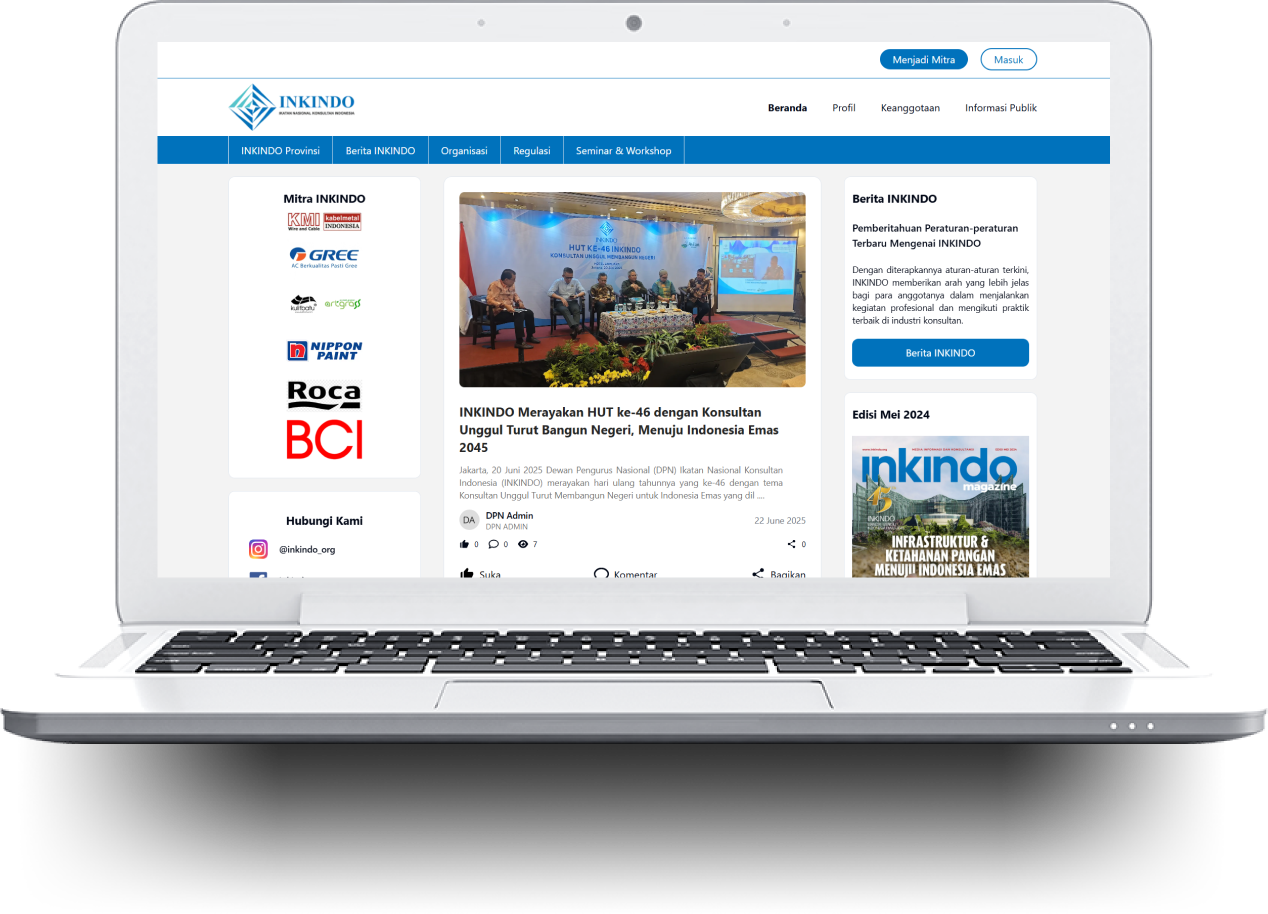 Menjadi Mitra
Masuk
INKINDO
IKATAN NASIONAL KONSULTAN INDONESIA
Beranda
Profil
Keanggotaan
Informasi Publik
INKINDO Provinsi
Berita INKINDO
Organisasi
Regulasi
Seminar & Workshop
Mitra INKINDO
KMI
Wire and Cable
kabelmetal
INDONESIA
GREE
AC Berkualitas Pasti Gree
kulitbatu
artgrass
NIPPON
PAINT
Roca
BCI
Hubungi Kami
@inkindo_org
INKINDO
HUT KE-46 INKINDO
KONSULTAN UNGGUL MEMBANGUN NEGERI
INKINDO Merayakan HUT ke-46 dengan Konsultan
Unggul Turut Bangun Negeri, Menuju Indonesia Emas
2045
Jakarta, 20 Juni 2025 Dewan Pengurus Nasional (DPN) Ikatan Nasional Konsultan
Indonesia (INKINDO) merayakan hari ulang tahunnya yang ke-46 dengan tema
Konsultan Unggul Turut Membangun Negeri untuk Indonesia Emas yang dil ....
DA
DPN Admin
DPN ADMIN
22 June 2025
0
0
7
0
Suka
Komentar
Bagikan
Berita INKINDO
Pemberitahuan Peraturan-peraturan
Terbaru Mengenai INKINDO
Dengan diterapkannya aturan-aturan terkini,
INKINDO memberikan arah yang lebih jelas
bagi para anggotanya dalam menjalankan
kegiatan profesional dan mengikuti praktik
terbaik di industri konsultan.
Berita INKINDO
Edisi Mei 2024
www.inkindo.org
inkindo
magazine
45
INKINDO
INFRASTRUKTUR &
KETAHANAN PANGAN
MENUJU INDONESIA EMAS